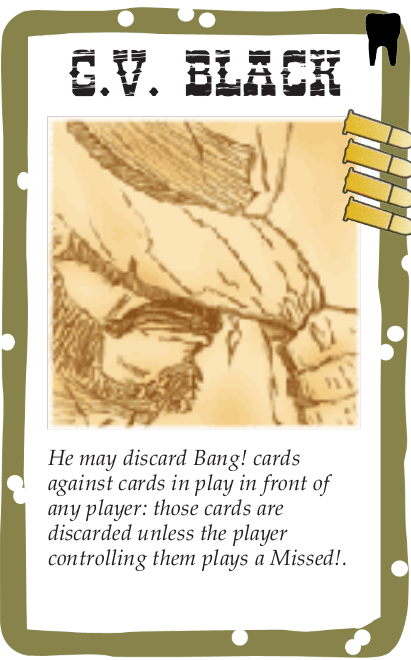 G.V. BLACK
He may discard Bang! cards
against cards in play in front of
any player: those cards are
discarded unless the player
controlling them plays a Missed!.